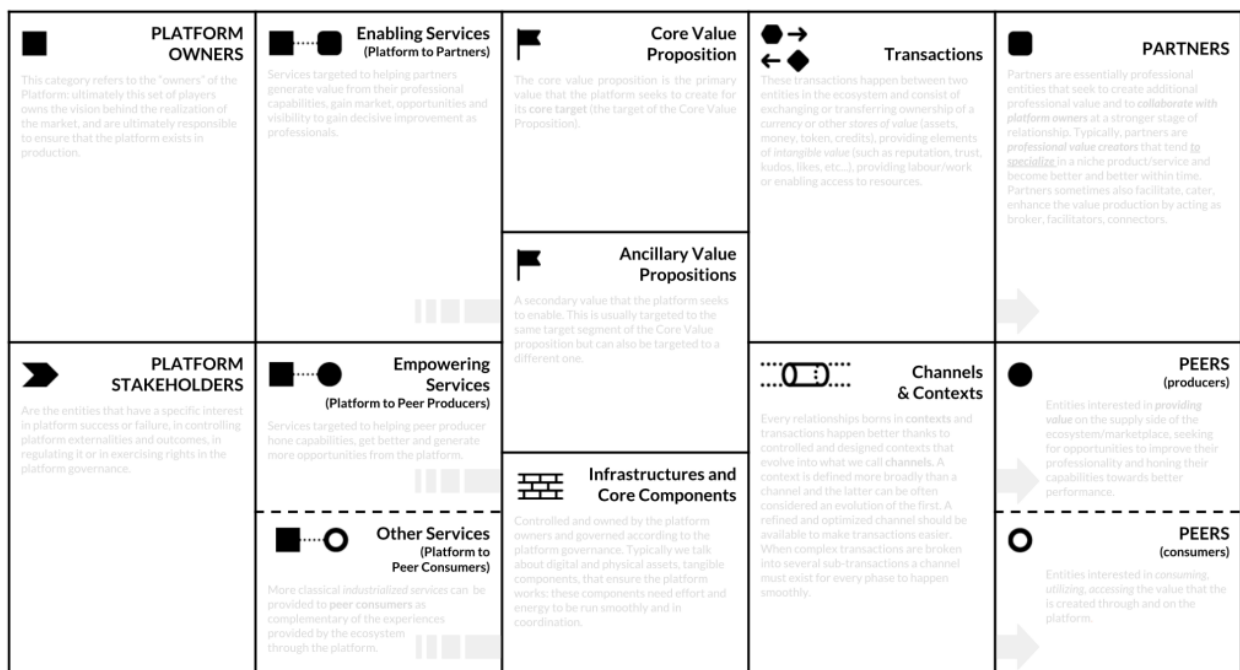 PLATFORM
OWNERS
This category refers to the "owners" of the
Platform: ultimately this set of players
owns the vision behind the realization of
the market, and are ultimately responsible
to ensure that the platform exists in
production.
Enabling Services
(Platform to Partners)
Services targeted to helping partners
generate value from their professional
capabilities, gain market, opportunities and
visibility to gain decisive improvement as
professionals.
Core Value
Proposition
The core value proposition is the primary
value that the platform seeks to create for
its core target (the target of the Core Value
Proposition).
Transactions
These transactions happen between two
entities in the ecosystem and consist of
exchanging or transferring ownership of a
currency or other stores of value (assets,
money, token, credits), providing elements
of intangible value (such as reputation, trust,
kudos, likes, etc...), providing labour/work
or enabling access to resources.
PARTNERS
Partners are essentially professional
entities that seek to create additional
professional value and to collaborate with
platform owners at a stronger stage of
relationship. Typically, partners are
professional value creators that tend to
specialize in a niche product/service and
become better and better within time.
Partners sometimes also facilitate, cater,
enhance the value production by acting as
broker, facilitators, connectors.
Ancillary Value
Propositions
A secondary value that the platform seeks
to enable. This is usually targeted to the
same target segment of the Core Value
proposition but can also be targeted to a
different one.
PLATFORM
STAKEHOLDERS
Are the entities that have a specific interest
in platform success or failure, in controlling
platform externalities and outcomes, in
regulating it or in exercising rights in the
platform governance.
Empowering
Services
(Platform to Peer Producers)
Services targeted to helping peer producer
hone capabilities, get better and generate
more opportunities from the platform.
Channels
& Contexts
Every relationships borns in contexts and
transactions happen better thanks to
controlled and designed contexts that
evolve into what we call channels. A
context is defined more broadly than a
channel and the latter can be often
considered an evolution of the first. A
refined and optimized channel should be
available to make transactions easier.
When complex transactions are broken
into several sub-transactions a channel
must exist for every phase to happen
smoothly.
PEERS
(producers)
Entities interested in providing
value on the supply side of the
ecosystem/marketplace, seeking
for opportunities to improve their
professionality and honing their
capabilities towards better
performance.
Infrastructures and
Core Components
Controlled and owned by the platform
owners and governed according to the
platform governance. Typically we talk
about digital and physical assets, tangible
components, that ensure the platform
works: these components need effort and
energy to be run smoothly and in
coordination.
Other Services
(Platform to
Peer Consumers)
More classical industrialized services can be
provided to peer consumers as
complementary of the experiences
provided by the ecosystem
through the platform.
PEERS
(consumers)
Entities interested in consuming,
utilizing, accessing the value that the
is created through and on the
platform.